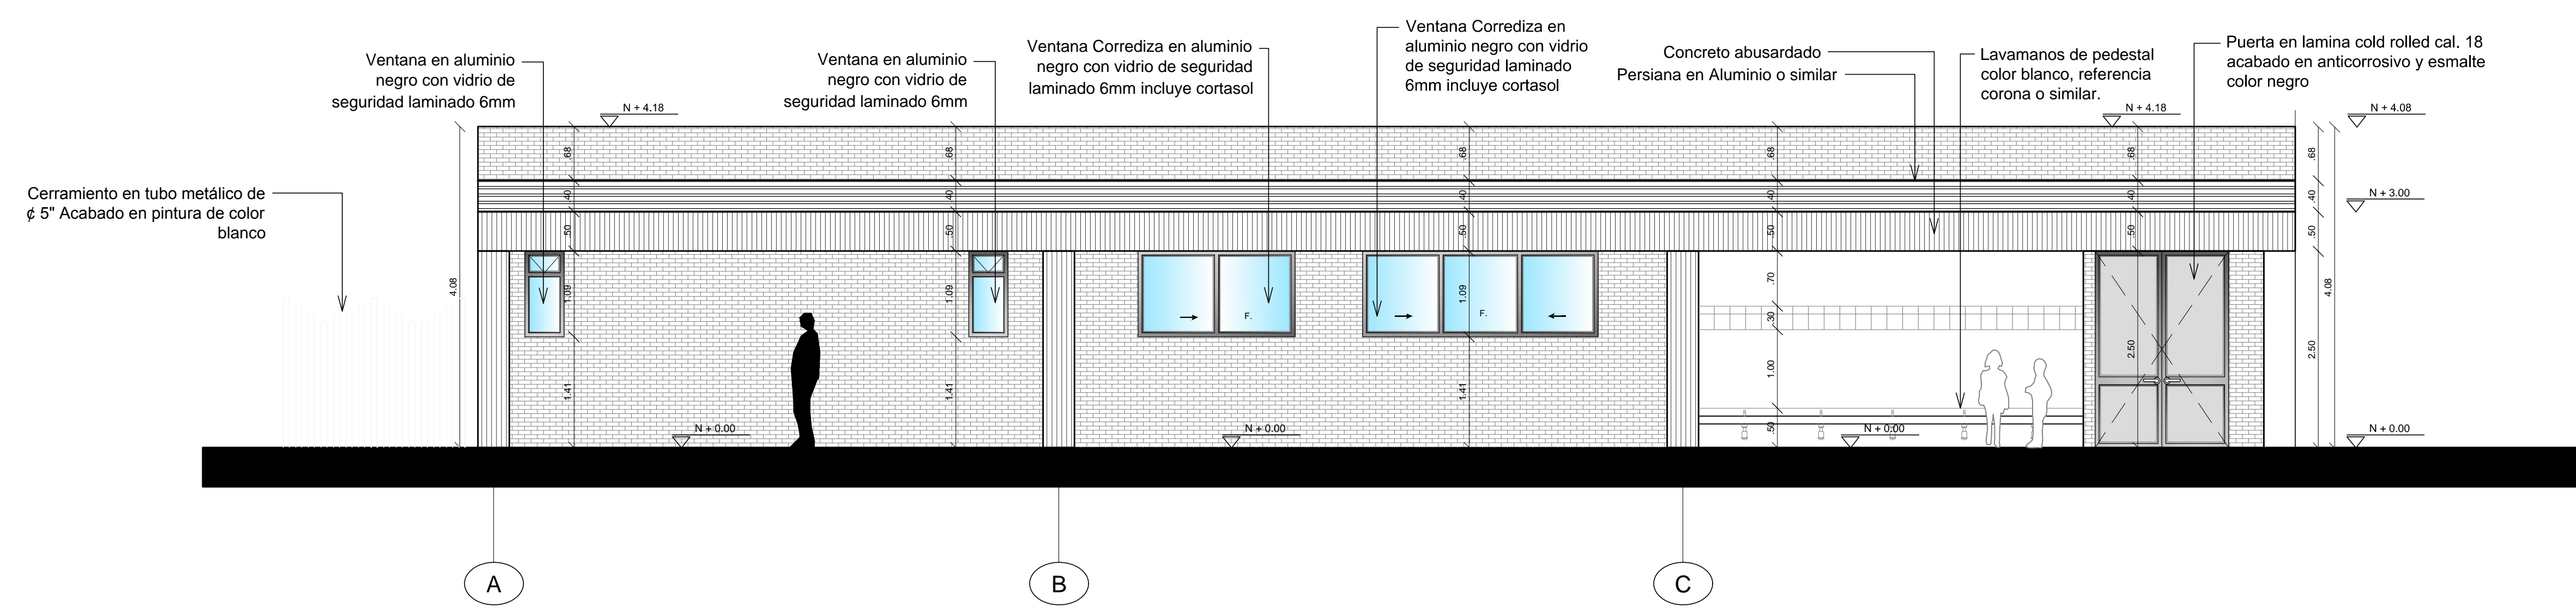 Ventana en aluminio
negro con vidrio de
seguridad laminado 6mm
Ventana en aluminio
negro con vidrio de
seguridad laminado 6mm
Ventana Corrediza en aluminio
negro con vidrio de seguridad
laminado 6mm incluye cortasol
Ventana Corrediza en
aluminio negro con vidrio
de seguridad laminado
6mm incluye cortasol
Concreto abusardado
Persiana en Aluminio o similar
Lavamanos de pedestal
color blanco, referencia
corona o similar.
Puerta en lamina cold rolled cal. 18
acabado en anticorrosivo y esmalte
color negro
Cerramiento en tubo metálico de
¢ 5" Acabado en pintura de color
blanco
N + 4.18
N + 4.18
N + 4.08
.68
.68
.68
.68
.68
.68
N + 3.00
.40
.40
.40
.40
.40
.40
.50
.50
.50
.50
.50
.50
4.08
1.09
1.09
1.09
.70
4.08
F.
F.
.30
2.50
2.50
1.41
1.41
1.41
1.00
.50
N + 0.00
N + 0.00
N + 0.00
N + 0.00
A
B
C